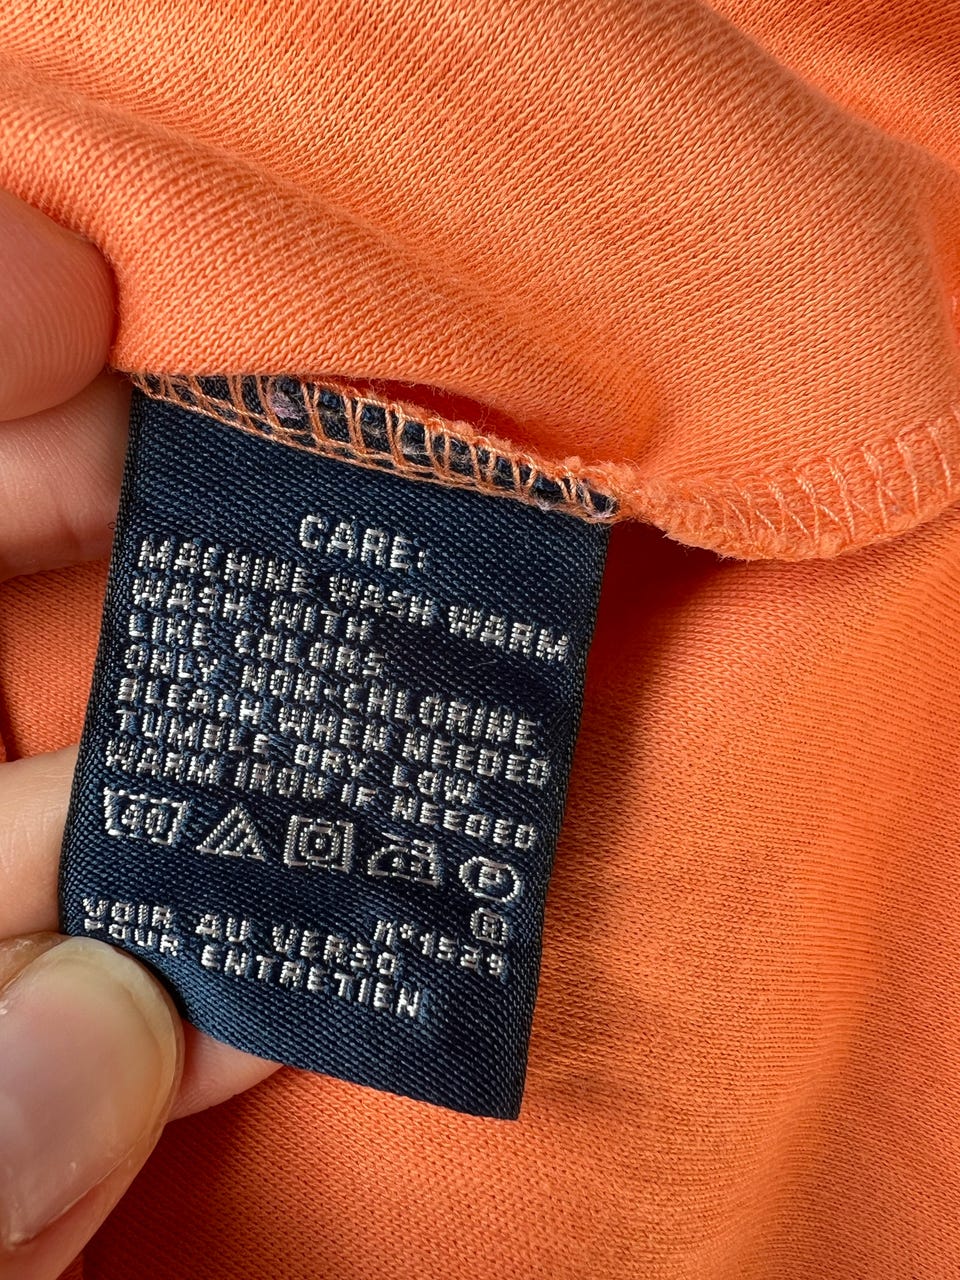 CARE:
MACHINE WASH WARM
WASH WITH
LIKE COLORS
ONLY NON-CHLORINE
BLEACH WHEN NEEDED
TUMBLE DRY LOW
WARM IRON IF NEEDED
40 P
VOIR AU VERSO
POUR ENTRETIEN